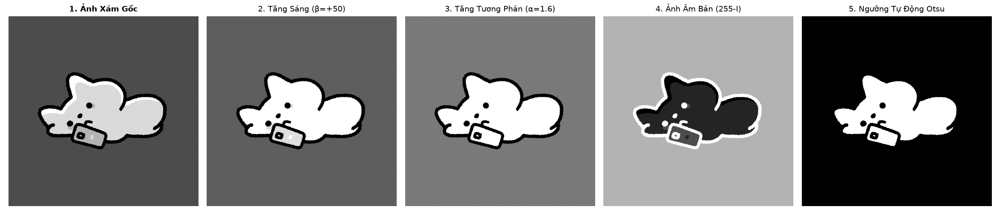 1. Ảnh Xám Gốc
2. Tăng Sáng (β=+50)
3. Tăng Tương Phản (α=1.6)
4. Ảnh Âm Bản (255-I)
5. Ngưỡng Tự Động Otsu